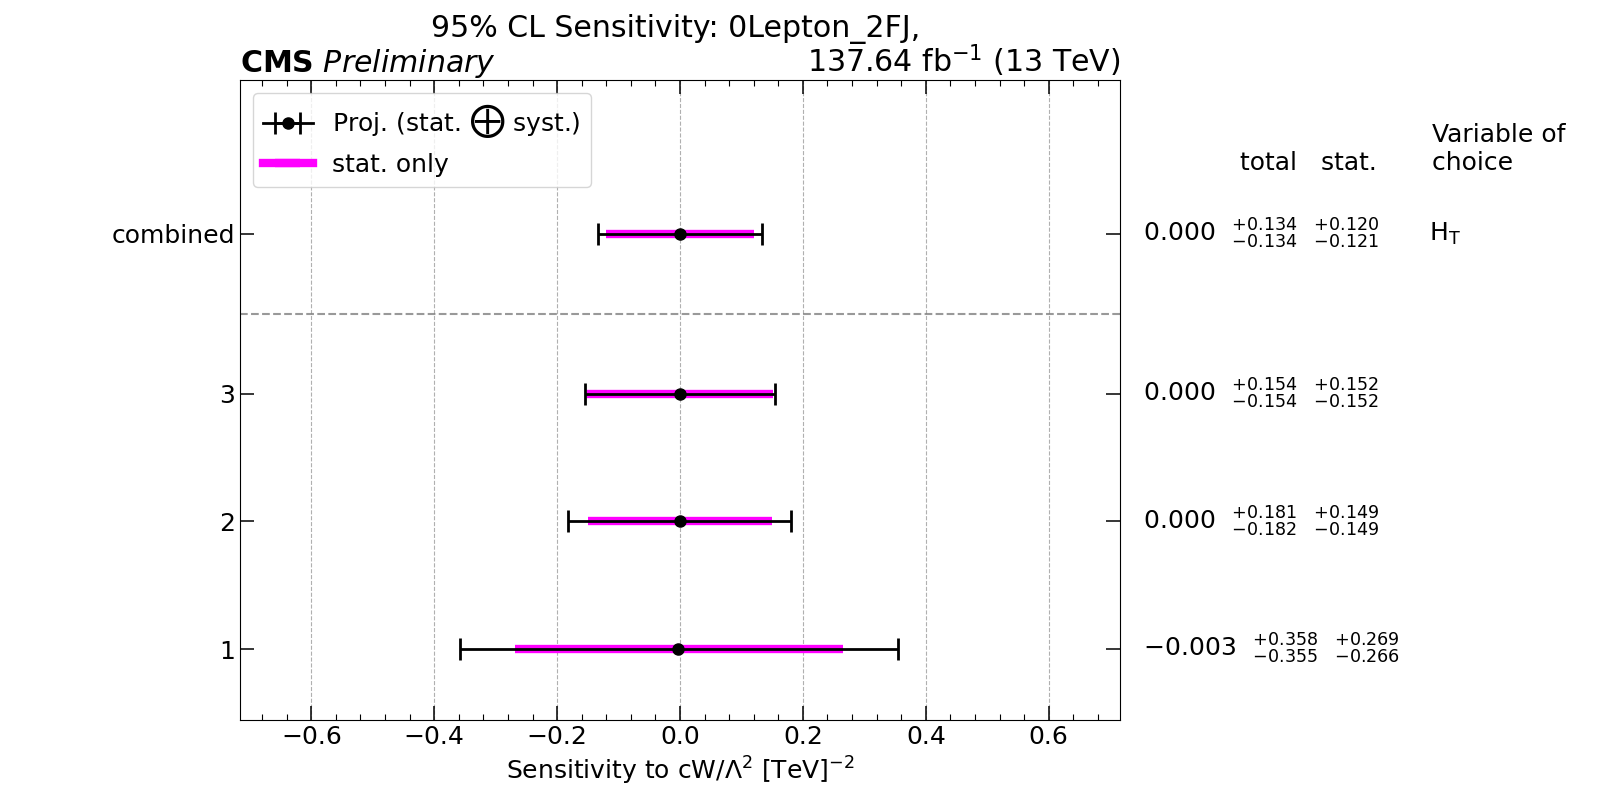 95% CL Sensitivity: 0Lepton_2FJ,
CMS Preliminary 137.64 fb⁻¹ (13 TeV)
Proj. (stat. ⊕ syst.)
stat. only
total stat. Variable of choice
combined 0.000 +0.134 −0.134 +0.120 −0.121 H_T
3 0.000 +0.154 −0.154 +0.152 −0.152
2 0.000 +0.181 −0.182 +0.149 −0.149
1 −0.003 +0.358 −0.355 +0.269 −0.266
−0.6 −0.4 −0.2 0.0 0.2 0.4 0.6
Sensitivity to cW/Λ² [TeV]⁻²